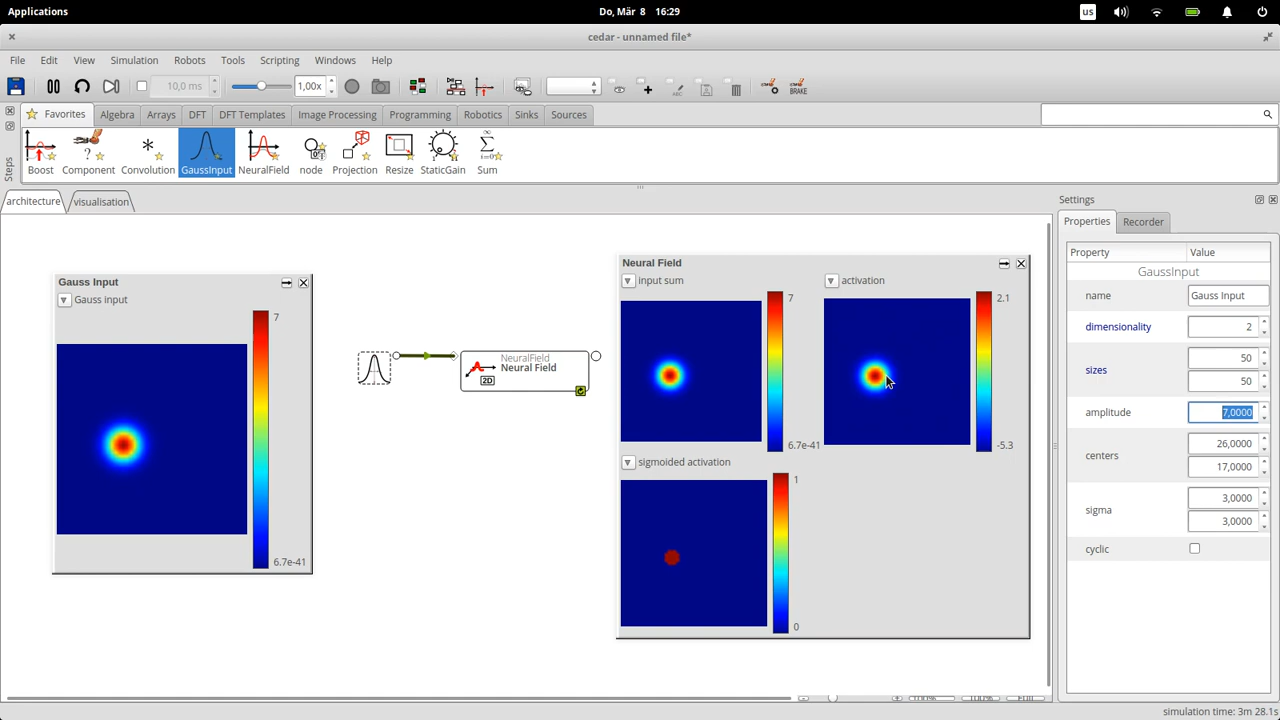 Applications
Do, Mär 8 16:29
us
cedar - unnamed file*
File Edit View Simulation Robots Tools Scripting Windows Help
10,0 ms
1,00x
STORE
STORE BRAKE
Favorites Algebra Arrays DFT DFT Templates Image Processing Programming Robotics Sinks Sources
Steps
Boost Component Convolution GaussInput NeuralField node Projection Resize StaticGain Sum
architecture visualisation
Gauss Input
Gauss input
7
6.7e-41
NeuralField
Neural Field
2D
Neural Field
input sum
7
6.7e-41
activation
2.1
-5.3
sigmoided activation
1
0
Settings
Properties Recorder
Property Value
GaussInput
name Gauss Input
dimensionality 2
sizes 50
50
amplitude 7,0000
centers 26,0000
17,0000
sigma 3,0000
3,0000
cyclic
simulation time: 3m 28.1s